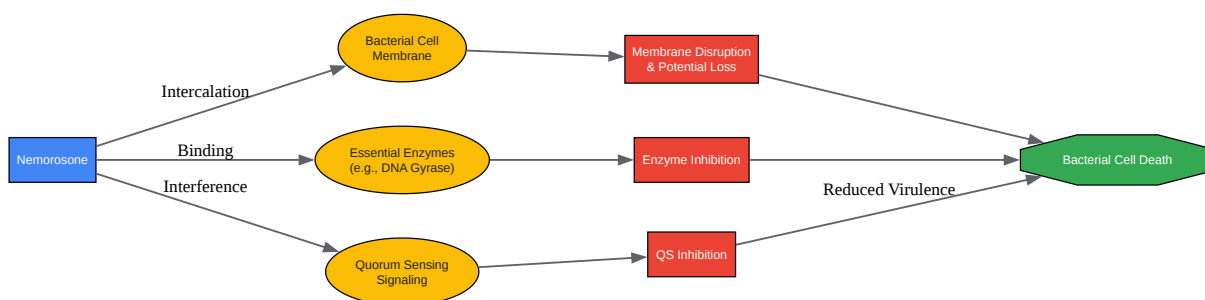 Bacterial Cell
Membrane
Membrane Disruption
& Potential Loss
Intercalation
Nemorosone
Binding
Essential Enzymes
(e.g., DNA Gyrase)
Enzyme Inhibition
Bacterial Cell Death
Interference
Reduced Virulence
Quorum Sensing
Signaling
QS Inhibition